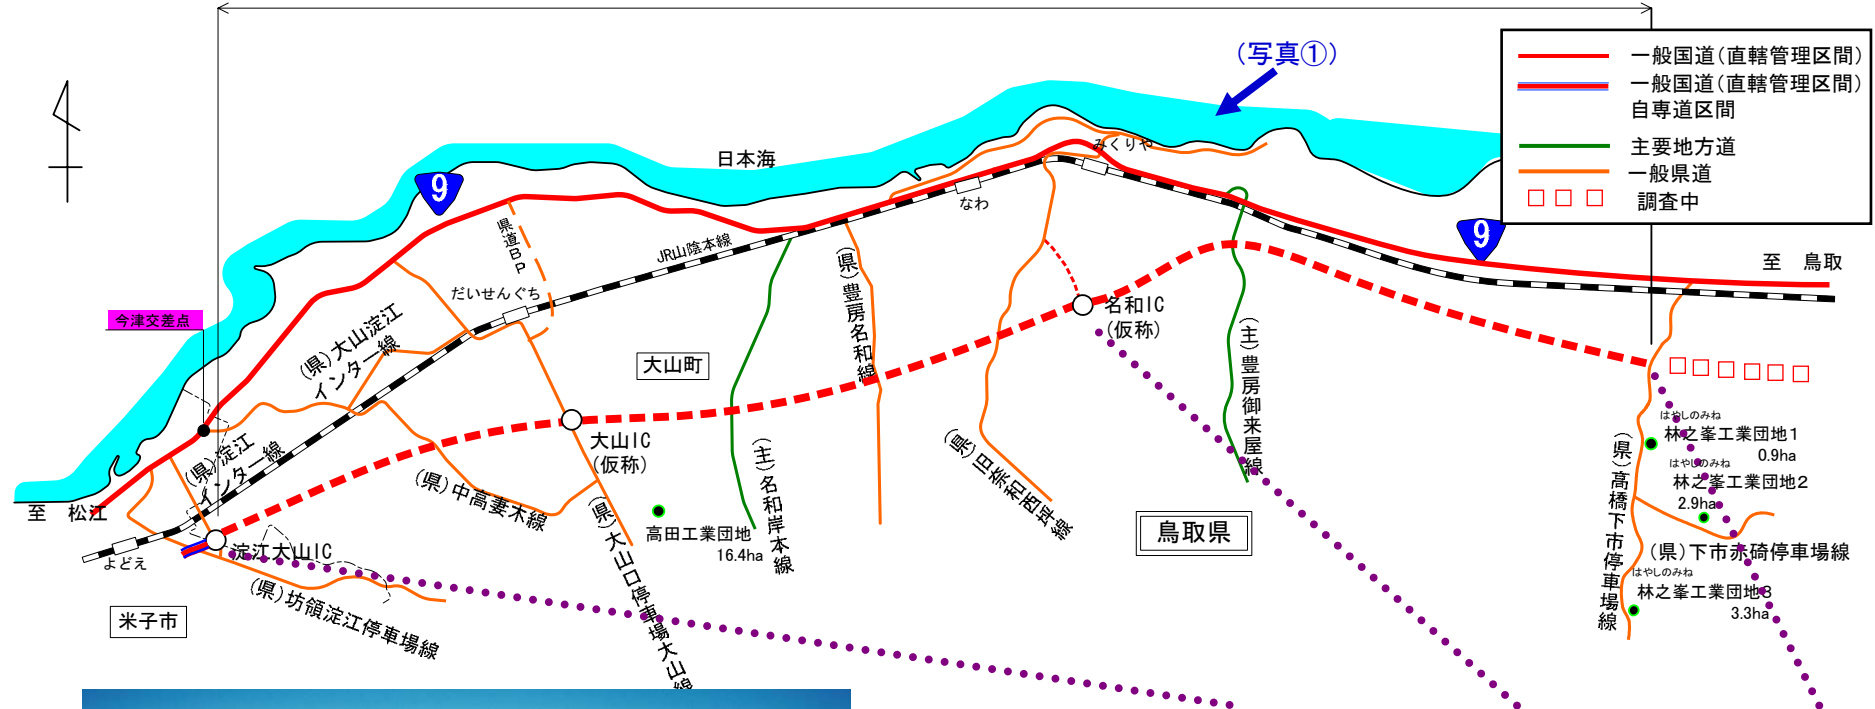 (写真①)
一般国道(直轄管理区間)
一般国道(直轄管理区間)
自専道区間
主要地方道
一般県道
調査中
日本海
みくりや
9
なわ
県道BP
JR山陰本線
9
至 鳥取
だいせんぐち
今津交差点
(県)大山淀江
インター線
(県)豊房名和線
名和IC
(仮称)
大山町
(主)豊房御来屋線
大山IC
(仮称)
(県)淀江
インター線
(県)中高妻木線
(主)名和岸本線
はやしのみね
林之峯工業団地1
0.9ha
はやしのみね
林之峯工業団地2
2.9ha
(県)高橋下市停車場線
至 松江
高田工業団地
16.4ha
鳥取県
淀江大山IC
よどえ
(県)大山口停車場大山線
(県)下市赤碕停車場線
はやしのみね
林之峯工業団地3
3.3ha
(県)坊領淀江停車場線
米子市